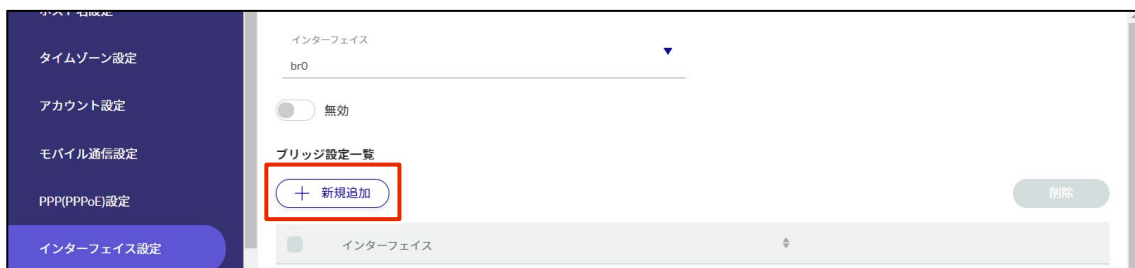 インターフェイス
br0
無効
ブリッジ設定一覧
+ 新規追加
削除
インターフェイス
タイムゾーン設定
アカウント設定
モバイル通信設定
PPP(PPPoE)設定
インターフェイス設定